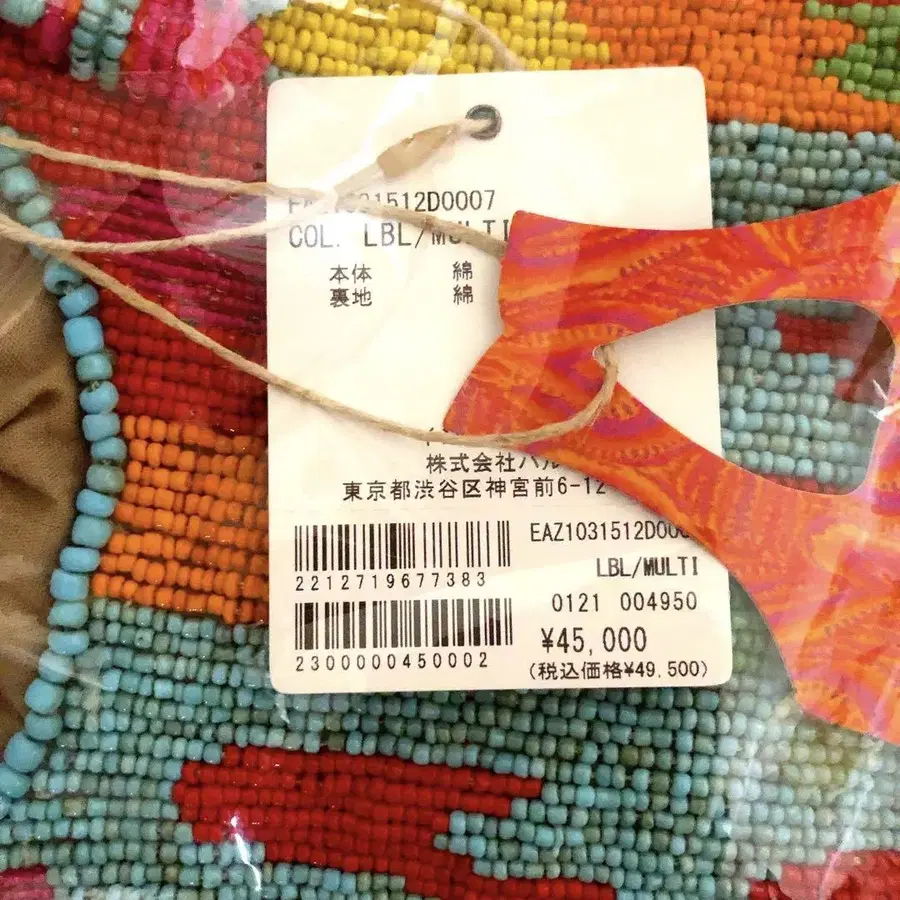 COL. LBL/MULTI
本体 綿
裏地 綿
株式会社パル
東京都渋谷区神宮前6-12
EAZ1031512D00
2212719677383
LBL/MULTI
0121 004950
¥45,000
2300000450002
(税込価格¥49,500)